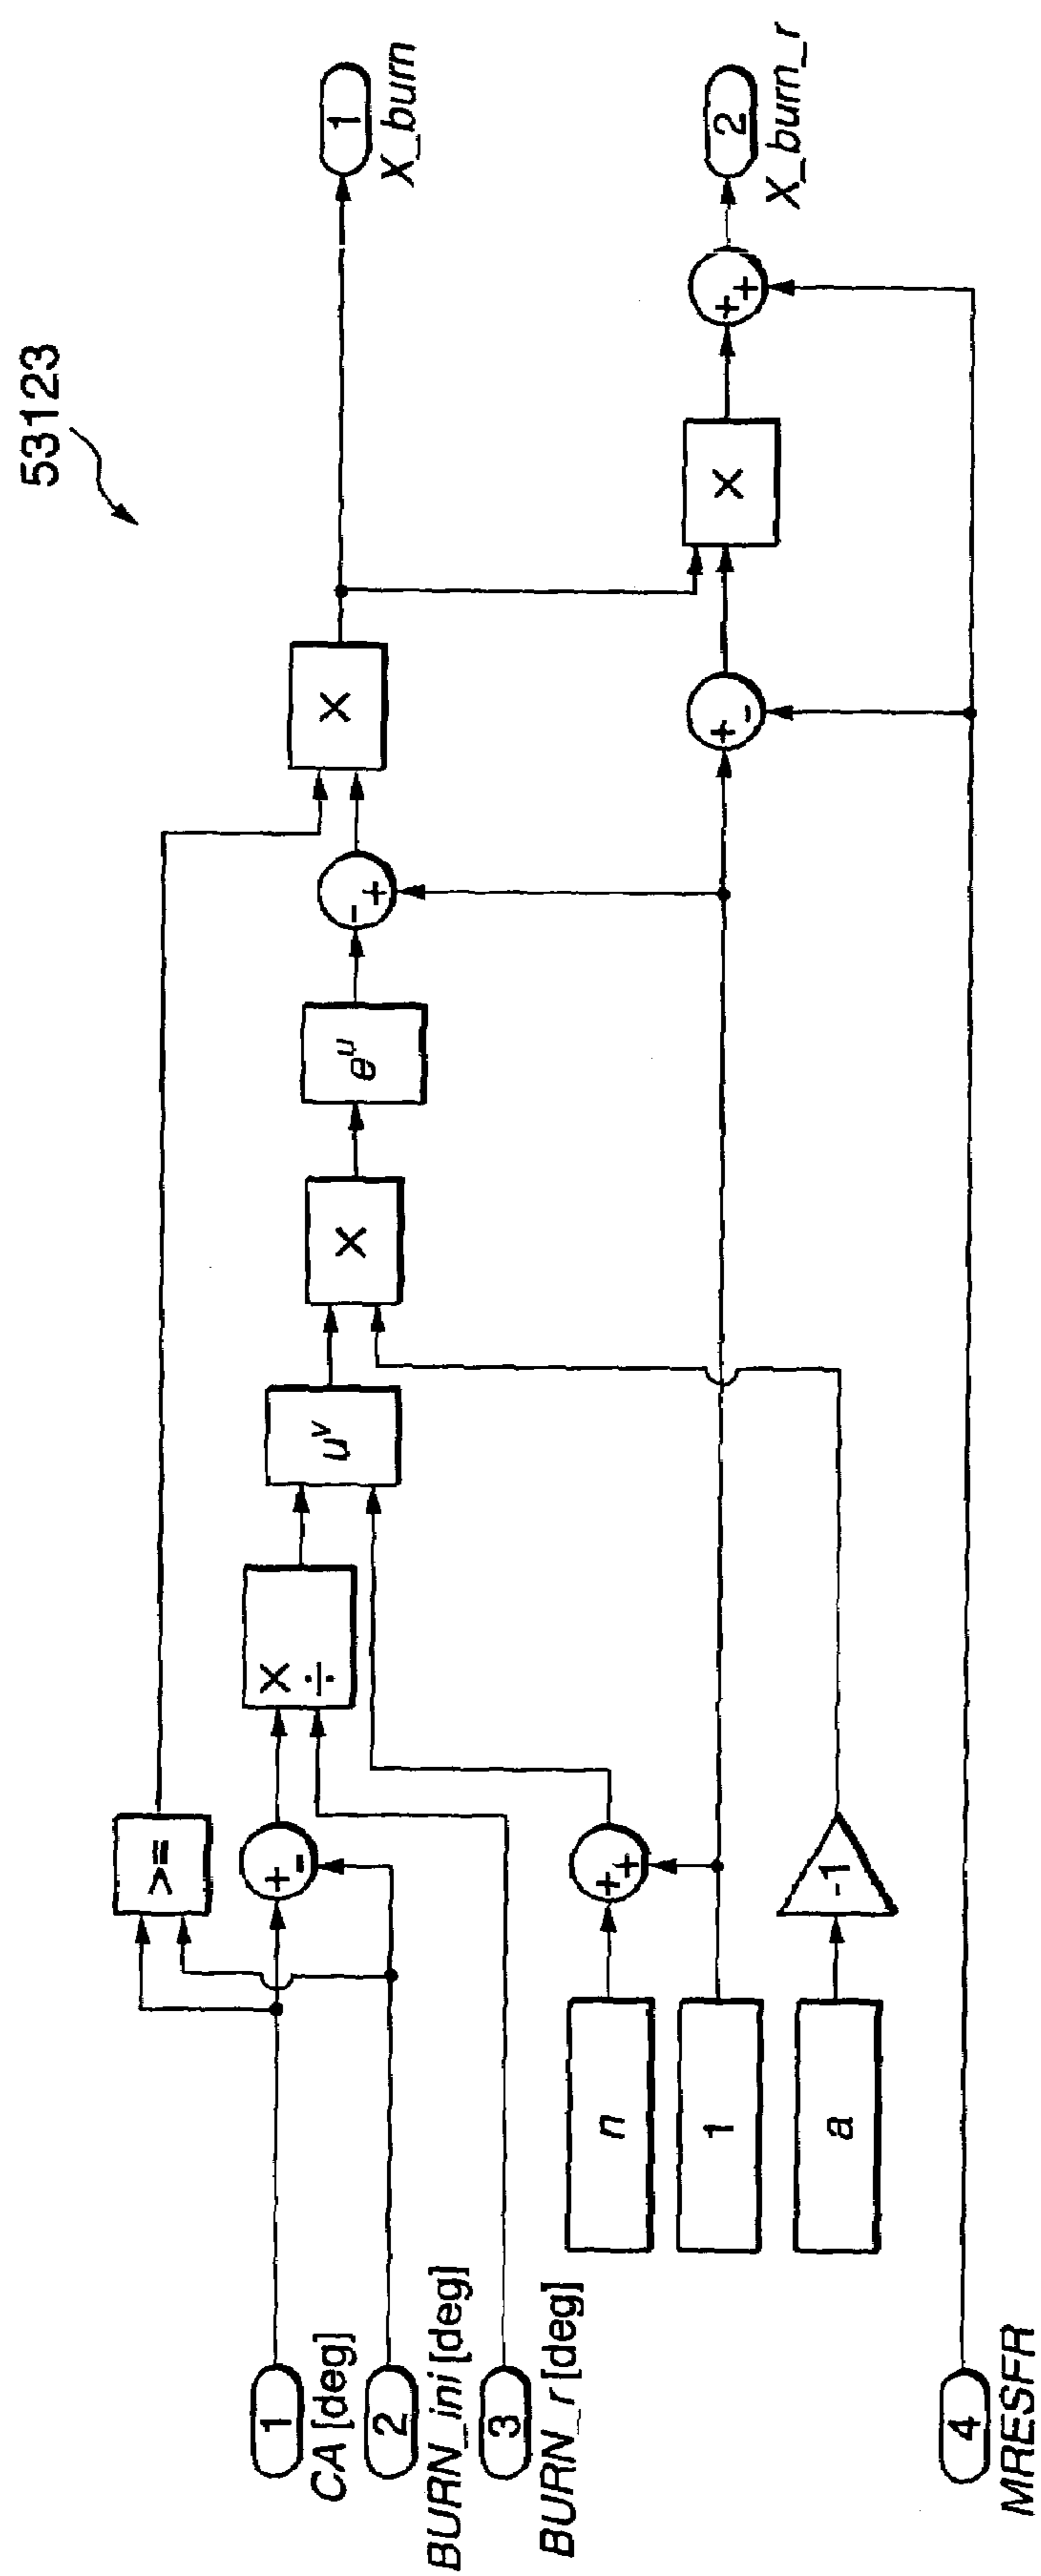 53123
1
CA [deg]
2
BURN_ini [deg]
3
BURN_r [deg]
4
MRESFR
n
1
a
-1
>=
+
-
+
+
×
÷
u^v
×
e^u
-
+
×
+
-
×
+
+
1
X_burn
2
X_burn_r